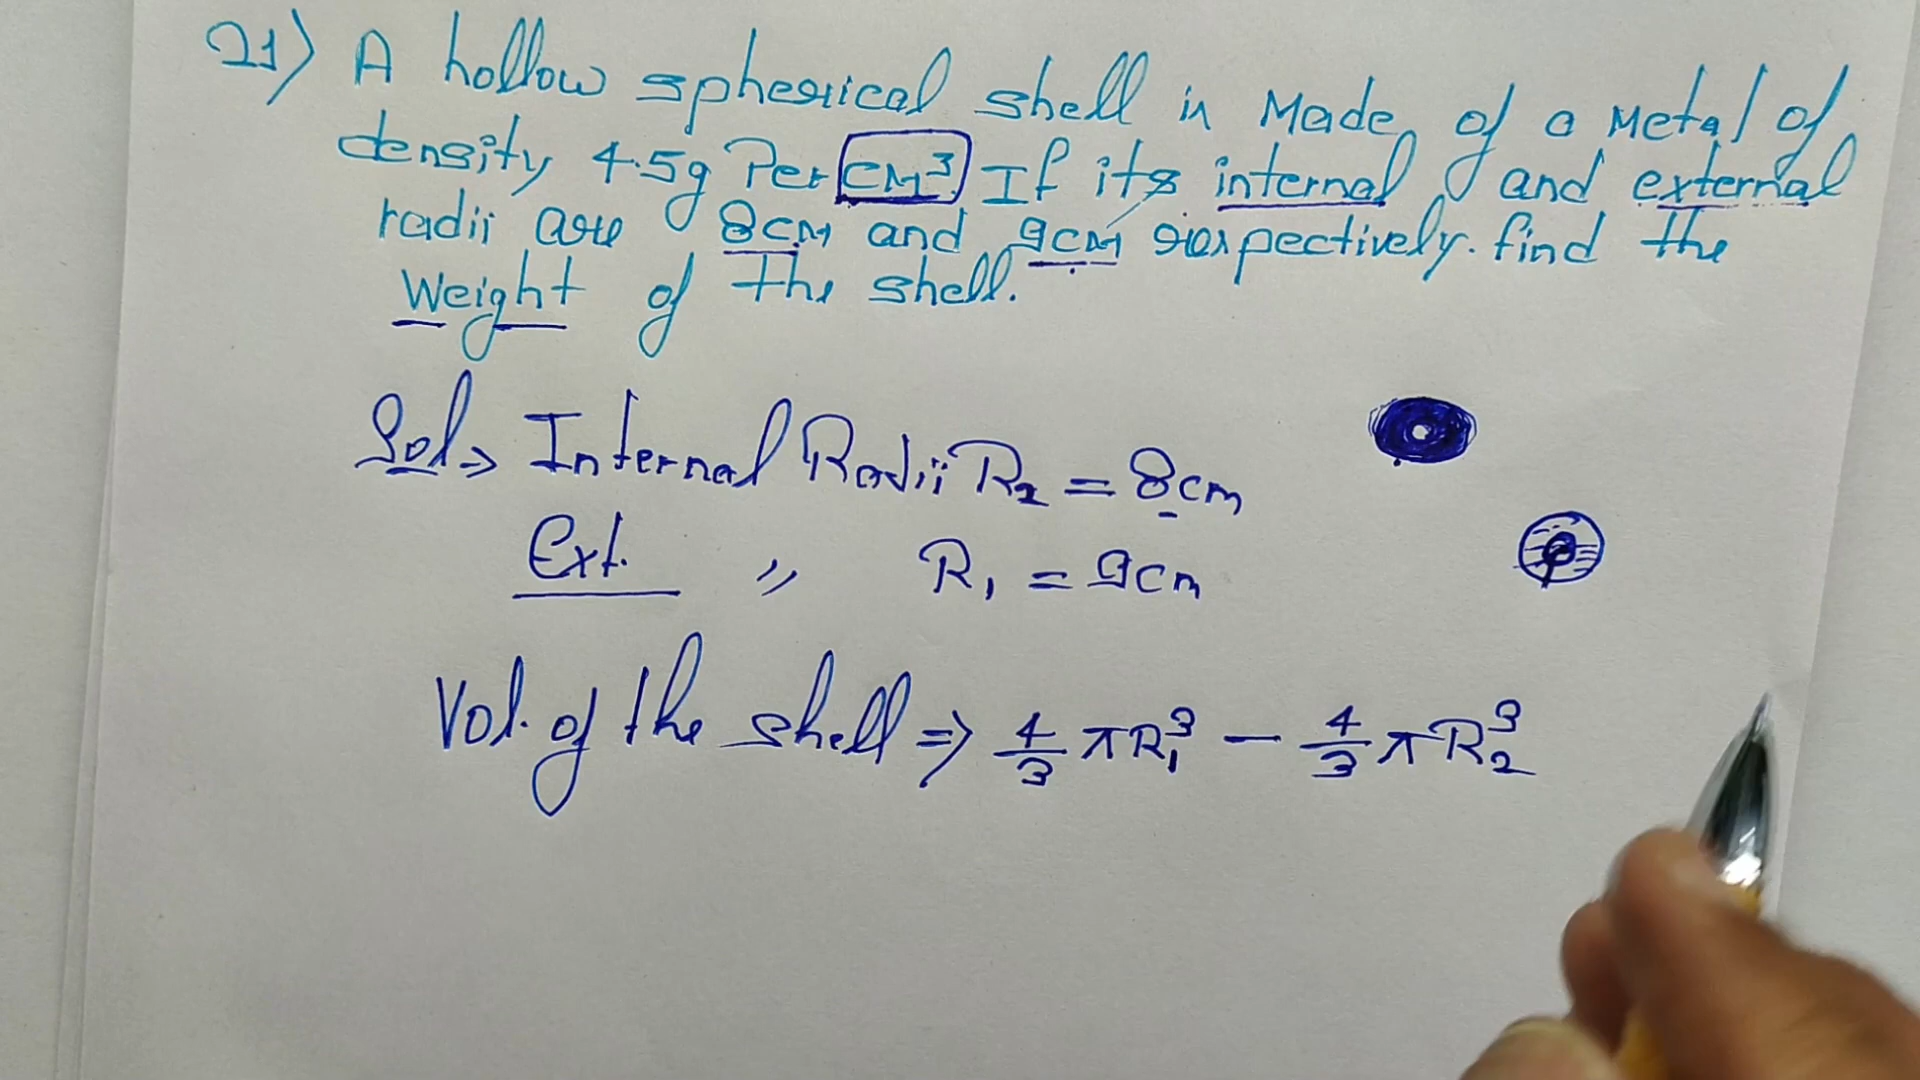 Q1) A hollow spherical shell is Made of a Metal of
density 4.5g Per cm³. If its internal and external
radii are 8cm and 9cm respectively. find the
Weight of the shell.
Sol⇒ Internal Radii R₂ = 8cm
Ext. " R₁ = 9cm
Vol. of the shell ⇒ 4/3 πR₁³ − 4/3 πR₂³